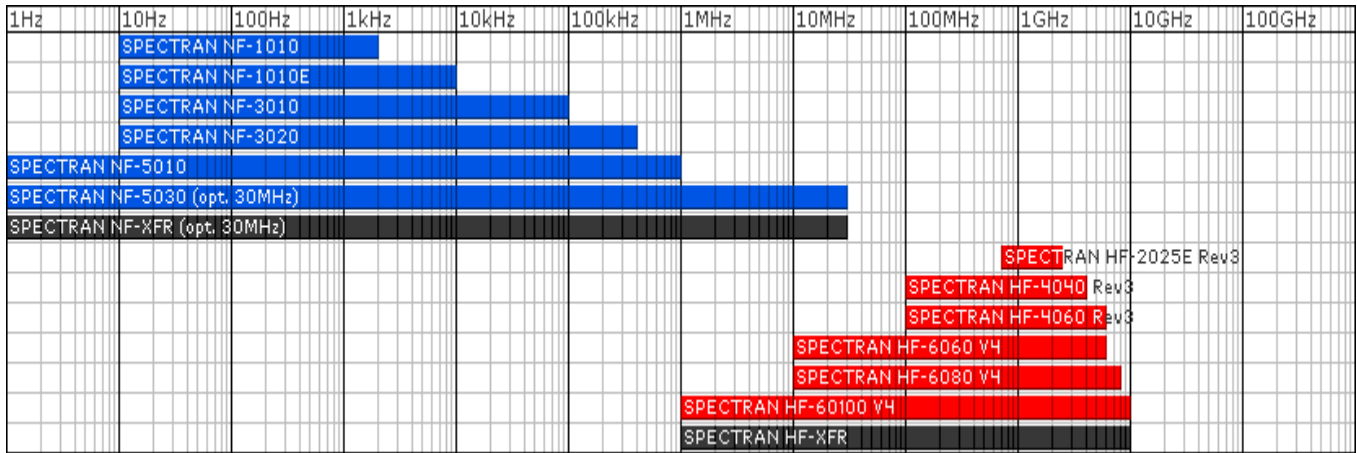 1Hz 10Hz 100Hz 1kHz 10kHz 100kHz 1MHz 10MHz 100MHz 1GHz 10GHz 100GHz
SPECTRAN NF-1010
SPECTRAN NF-1010E
SPECTRAN NF-3010
SPECTRAN NF-3020
SPECTRAN NF-5010
SPECTRAN NF-5030 (opt. 30MHz)
SPECTRAN NF-XFR (opt. 30MHz)
SPECTRAN HF-2025E Rev3
SPECTRAN HF-4040 Rev3
SPECTRAN HF-4060 Rev3
SPECTRAN HF-6060 V4
SPECTRAN HF-6080 V4
SPECTRAN HF-60100 V4
SPECTRAN HF-XFR